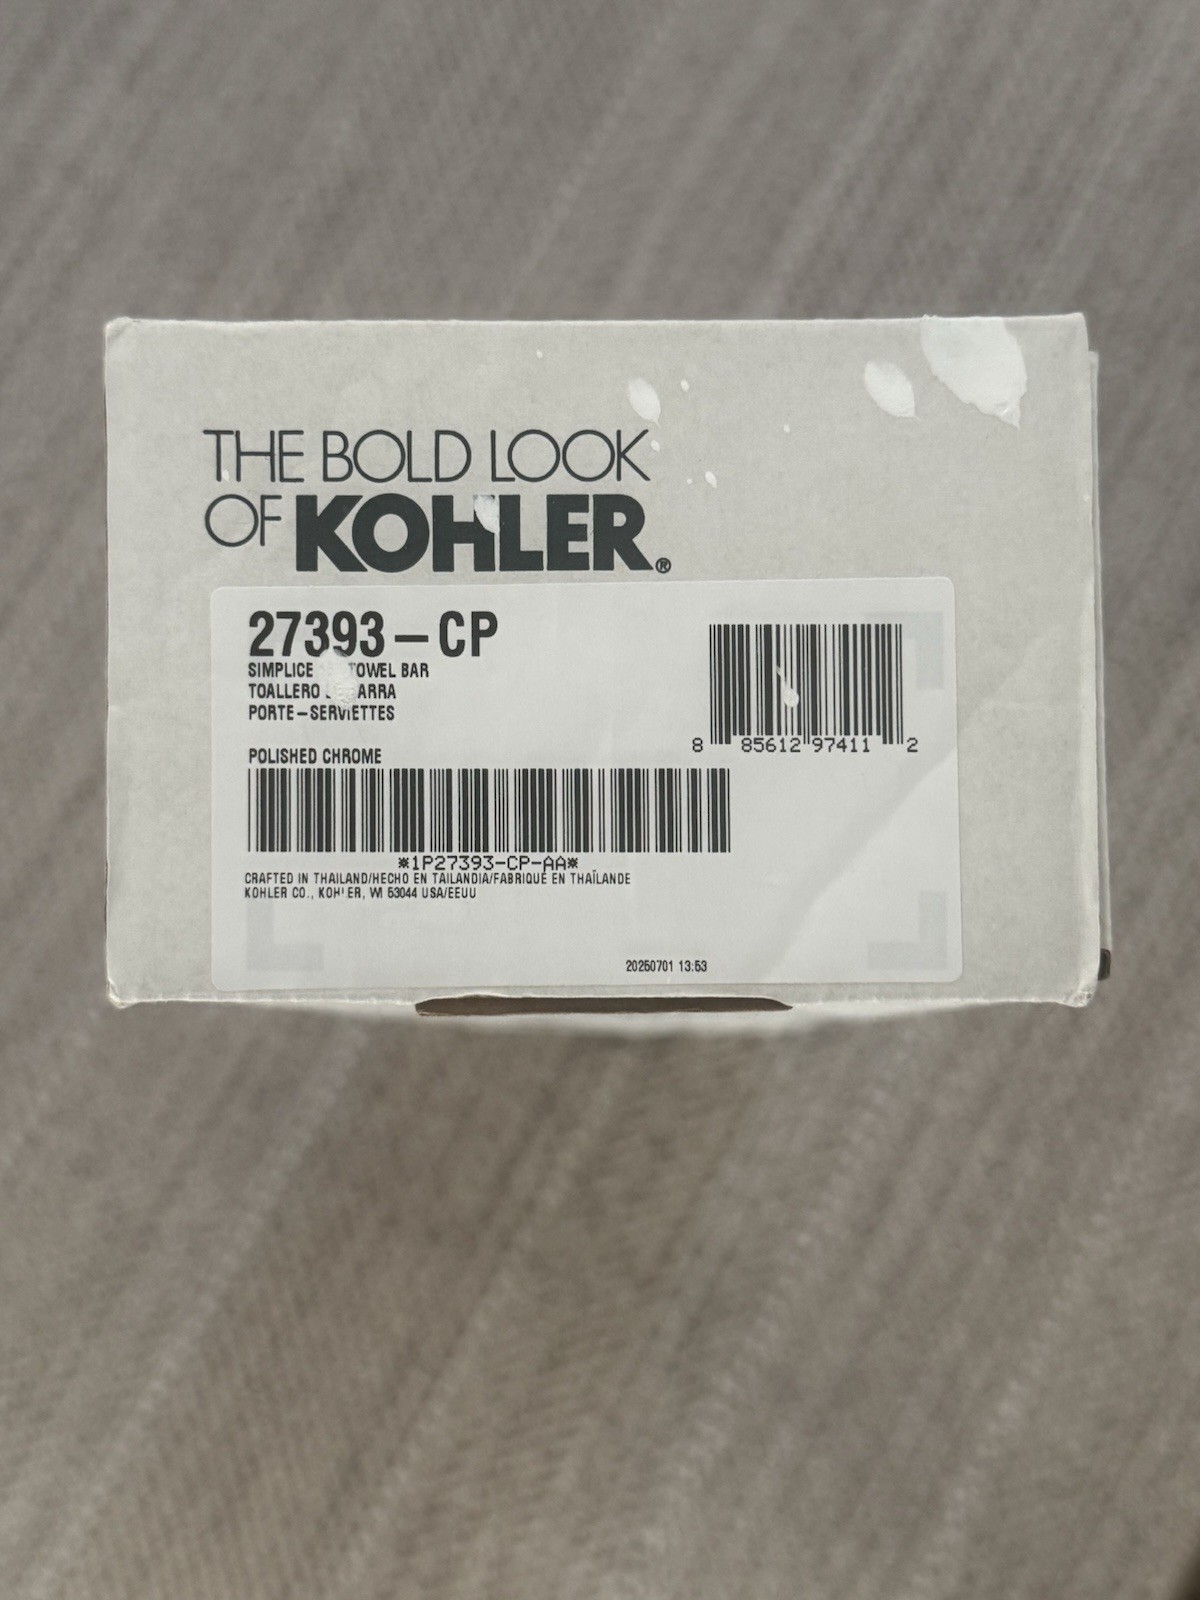 THE BOLD LOOK
OF KOHLER®
27393-CP
SIMPLICE TOWEL BAR
TOALLERO
PORTE-SERVIETTES
POLISHED CHROME
8 85612 97411 2
*1P27393-CP-AA*
CRAFTED IN THAILAND/HECHO EN TAILANDIA/FABRIQUÉ EN THAÏLANDE
KOHLER CO., KOHLER, WI 53044 USA/EEUU
20250701 13:53